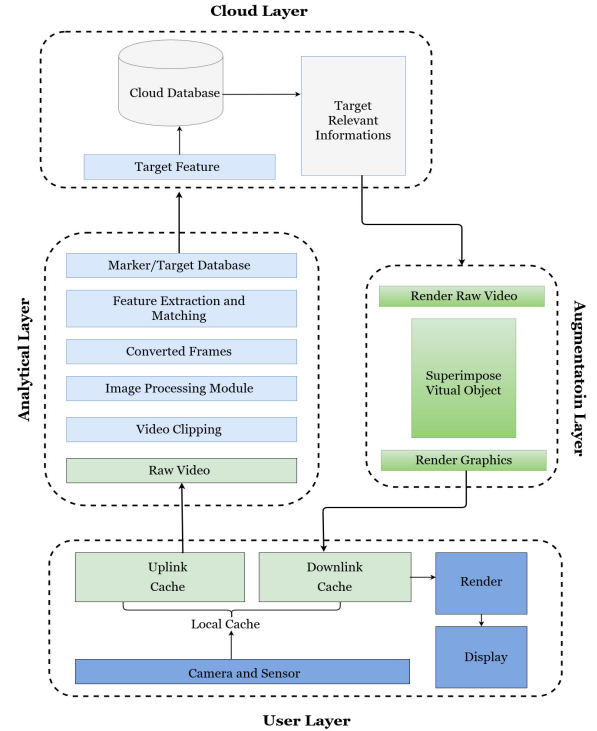 Cloud Layer
Cloud Database
Target
Relevant
Informations
Target Feature
Analytical Layer
Marker/Target Database
Feature Extraction and
Matching
Converted Frames
Image Processing Module
Video Clipping
Raw Video
Augmentatoin Layer
Render Raw Video
Superimpose
Vitual Object
Render Graphics
Uplink
Cache
Downlink
Cache
Render
Local Cache
Display
Camera and Sensor
User Layer